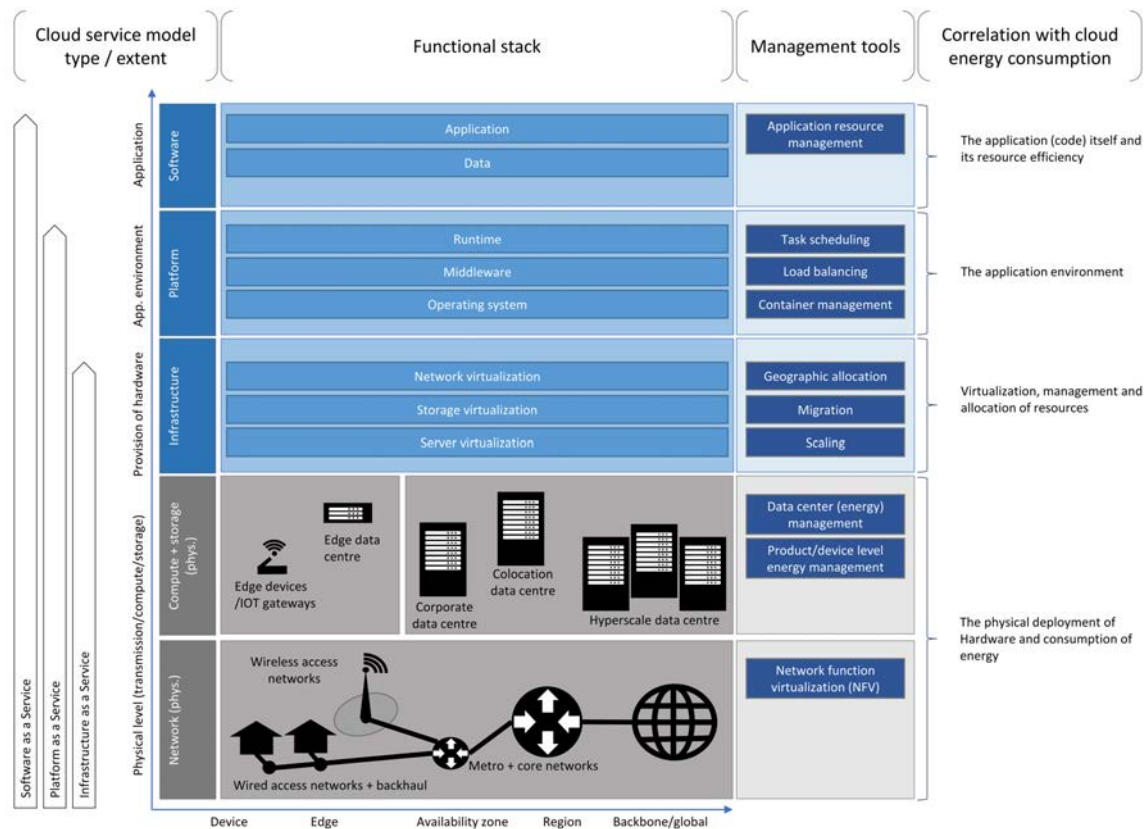 Cloud service model
type / extent
Functional stack
Management tools
Correlation with cloud
energy consumption
Software as a Service
Platform as a Service
Infrastructure as a Service
Application
App. environment
Provision of hardware
Physical level (transmission/compute/storage)
Software
Application
Data
Application resource
management
The application (code) itself and
its resource efficiency
Platform
Runtime
Middleware
Operating system
Task scheduling
Load balancing
Container management
The application environment
Infrastructure
Network virtualization
Storage virtualization
Server virtualization
Geographic allocation
Migration
Scaling
Virtualization, management and
allocation of resources
Compute + storage
(phys.)
Edge data
centre
Edge devices
/IOT gateways
Corporate
data centre
Colocation
data centre
Hyperscale data centre
Data center (energy)
management
Product/device level
energy management
The physical deployment of
Hardware and consumption of
energy
Network (phys.)
Wireless access
networks
Wired access networks + backhaul
Metro + core networks
Network function
virtualization (NFV)
Device
Edge
Availability zone
Region
Backbone/global